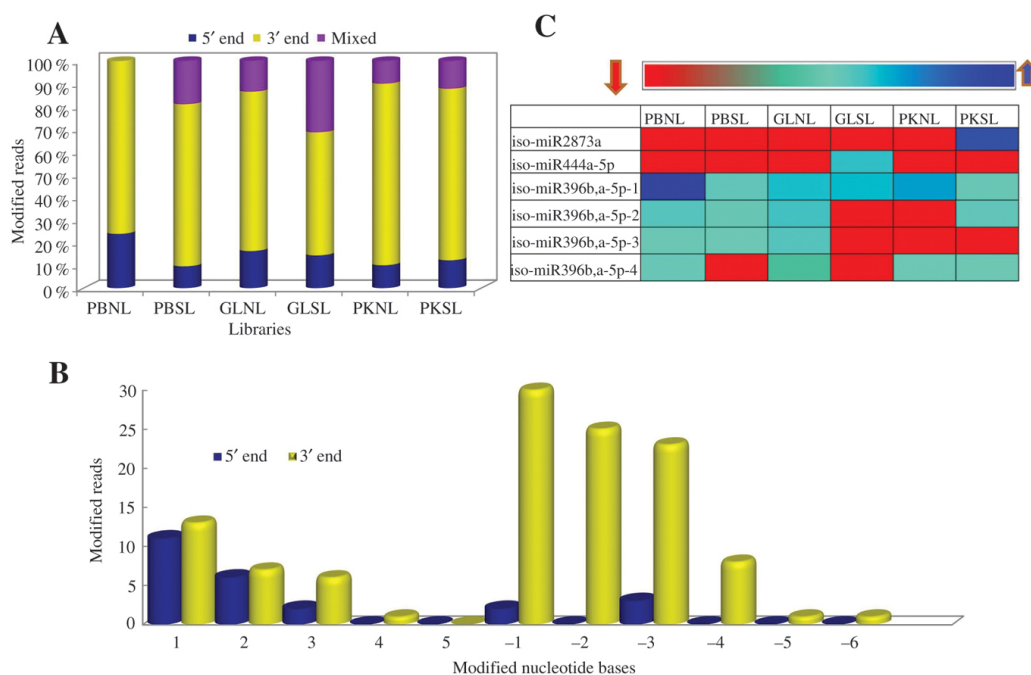 A
5′ end 3′ end Mixed
100 %
90 %
80 %
70 %
60 %
50 %
40 %
30 %
20 %
10 %
0 %
Modified reads
PBNL PBSL GLNL GLSL PKNL PKSL
Libraries
C
PBNL PBSL GLNL GLSL PKNL PKSL
iso-miR2873a
iso-miR444a-5p
iso-miR396b,a-5p-1
iso-miR396b,a-5p-2
iso-miR396b,a-5p-3
iso-miR396b,a-5p-4
B
5′ end 3′ end
30
25
20
15
10
5
0
Modified reads
1 2 3 4 5 –1 –2 –3 –4 –5 –6
Modified nucleotide bases